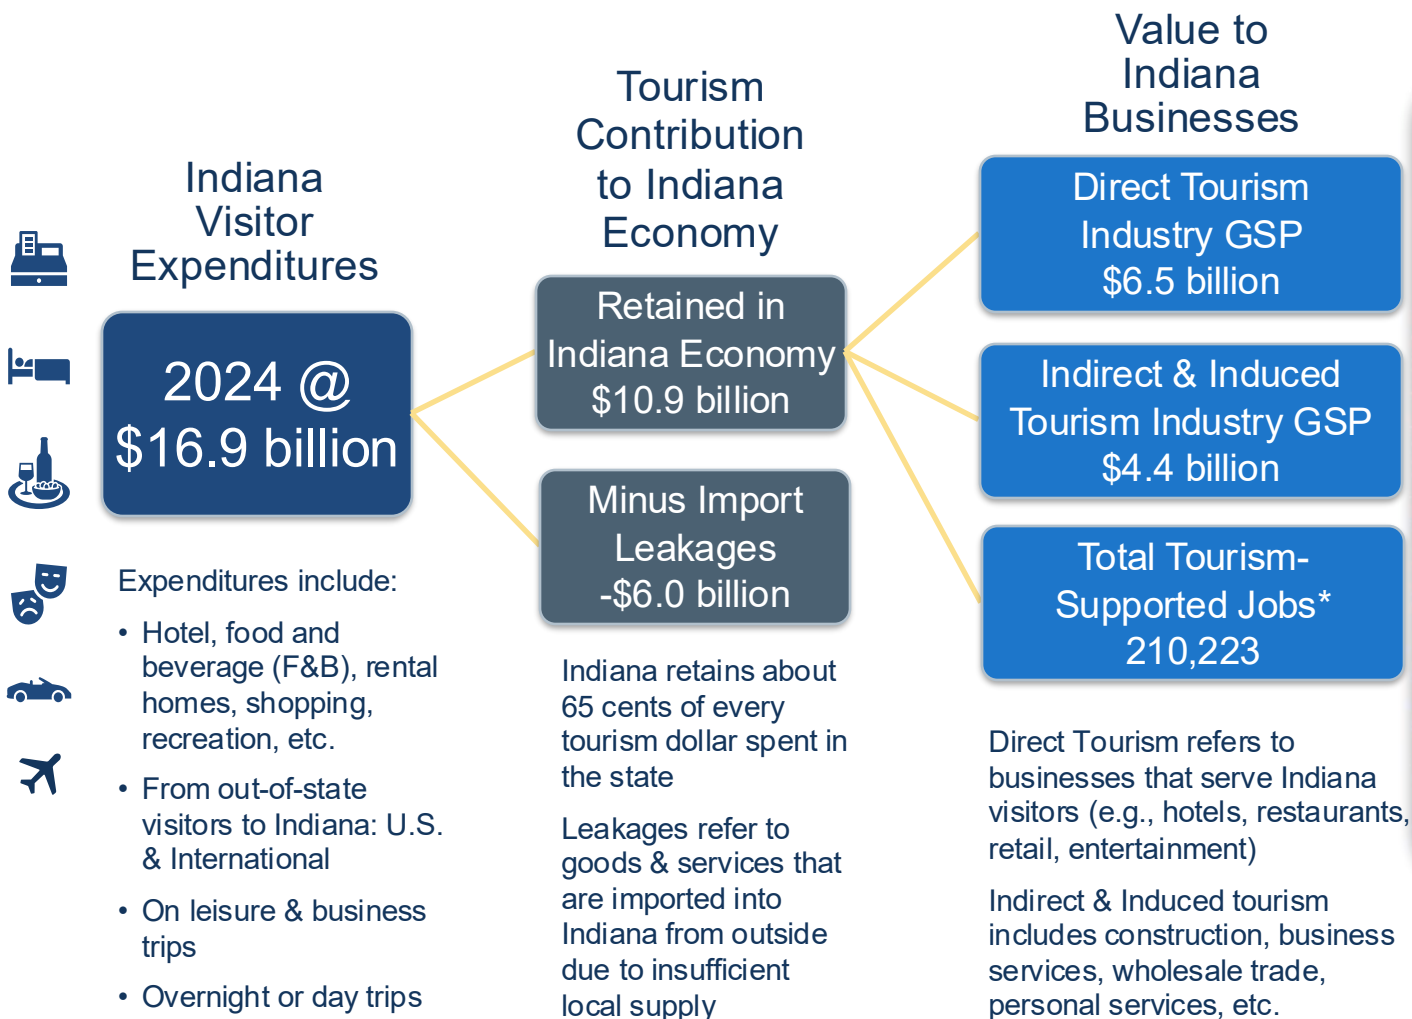 Indiana
Visitor
Expenditures
2024 @
$16.9 billion
Expenditures include:
• Hotel, food and
beverage (F&B), rental
homes, shopping,
recreation, etc.
• From out-of-state
visitors to Indiana: U.S.
& International
• On leisure & business
trips
• Overnight or day trips
Tourism
Contribution
to Indiana
Economy
Retained in
Indiana Economy
$10.9 billion
Minus Import
Leakages
-$6.0 billion
Indiana retains about
65 cents of every
tourism dollar spent in
the state
Leakages refer to
goods & services that
are imported into
Indiana from outside
due to insufficient
local supply
Value to
Indiana
Businesses
Direct Tourism
Industry GSP
$6.5 billion
Indirect & Induced
Tourism Industry GSP
$4.4 billion
Total Tourism-
Supported Jobs*
210,223
Direct Tourism refers to
businesses that serve Indiana
visitors (e.g., hotels, restaurants,
retail, entertainment)
Indirect & Induced tourism
includes construction, business
services, wholesale trade,
personal services, etc.